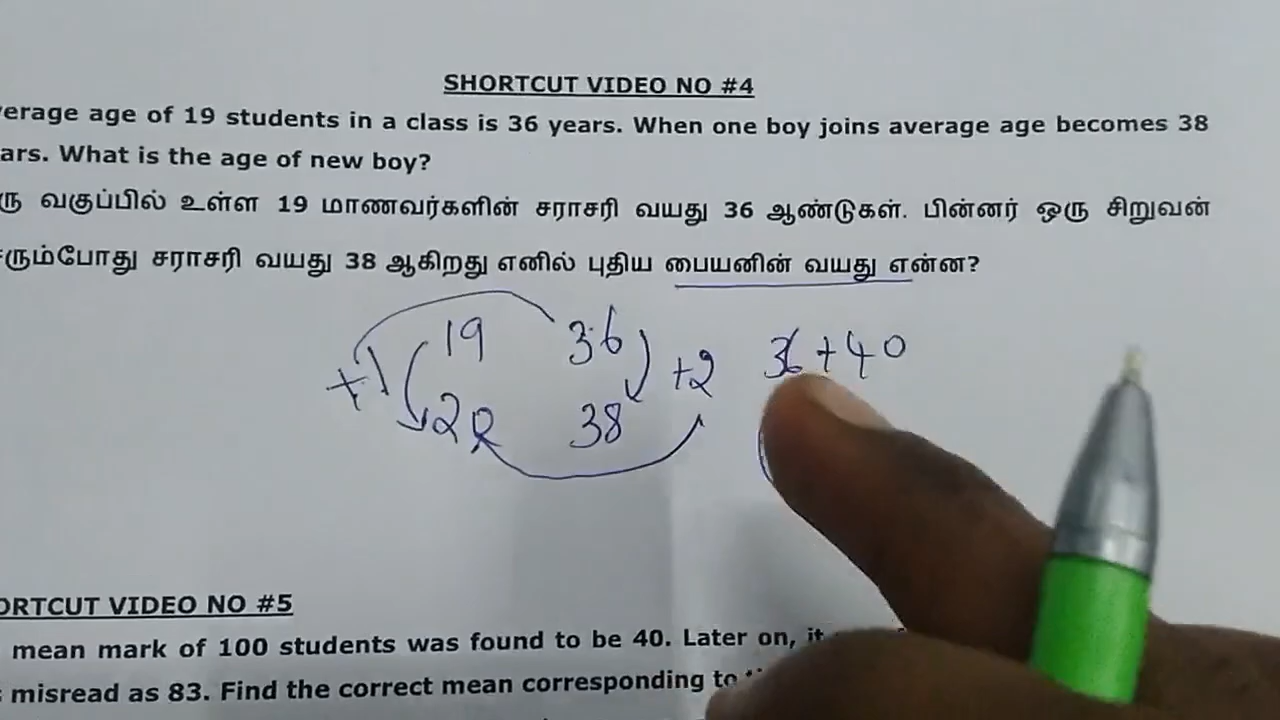 SHORTCUT VIDEO NO #4
age of 19 students in a class is 36 years. When one boy joins average age becomes 38
What is the age of new boy?
வகுப்பில் உள்ள 19 மாணவர்களின் சராசரி வயது 36 ஆண்டுகள். பின்னர் ஒரு சிறுவன்
சராசரி வயது 38 ஆகிறது எனில் புதிய பையனின் வயது என்ன?
19 36 36+40
+1 +2
20 38
VIDEO NO #5
mean mark of 100 students was found to be 40. Later on, it
misread as 83. Find the correct mean corresponding to